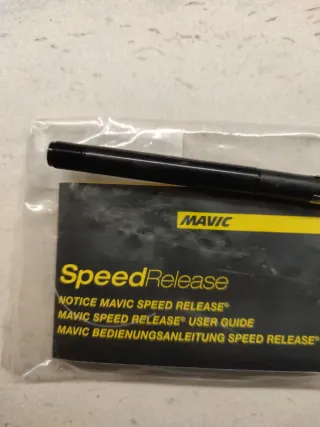 MAVIC
SpeedRelease
NOTICE MAVIC SPEED RELEASE®
MAVIC SPEED RELEASE® USER GUIDE
MAVIC BEDIENUNGSANLEITUNG SPEED RELEASE®